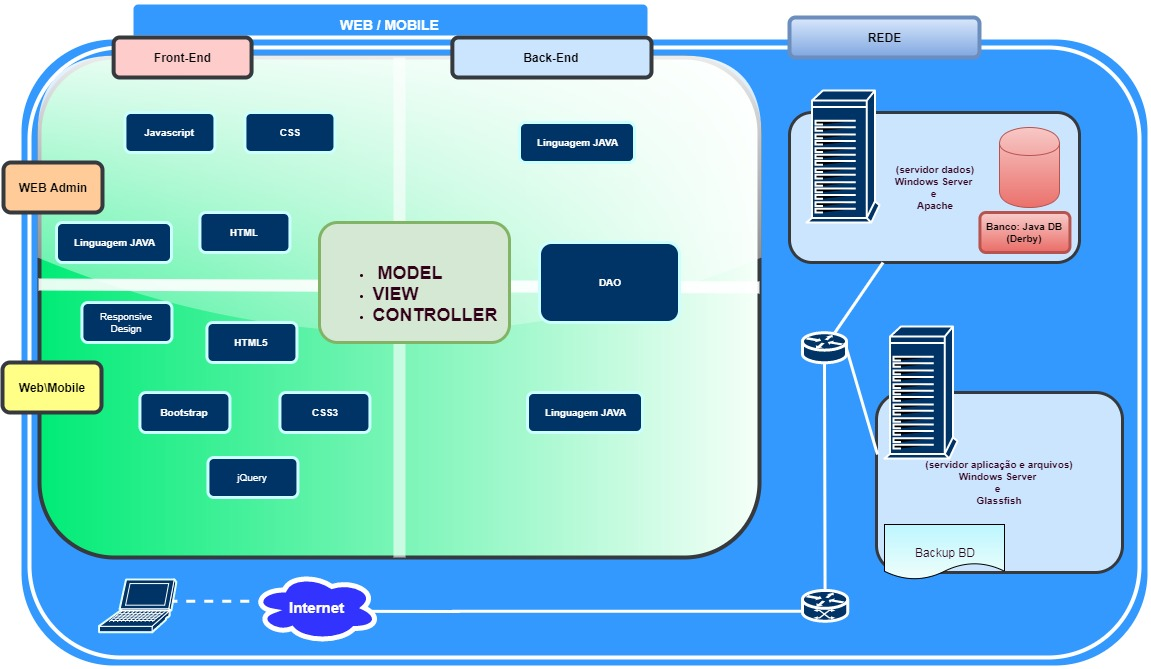 WEB / MOBILE
Front-End
Back-End
REDE
Javascript
CSS
Linguagem JAVA
WEB Admin
Linguagem JAVA
HTML
MODEL
VIEW
CONTROLLER
DAO
Responsive
Design
HTML5
Web\Mobile
Bootstrap
CSS3
Linguagem JAVA
jQuery
(servidor dados)
Windows Server
e
Apache
Banco: Java DB
(Derby)
(servidor aplicação e arquivos)
Windows Server
e
Glassfish
Backup BD
Internet